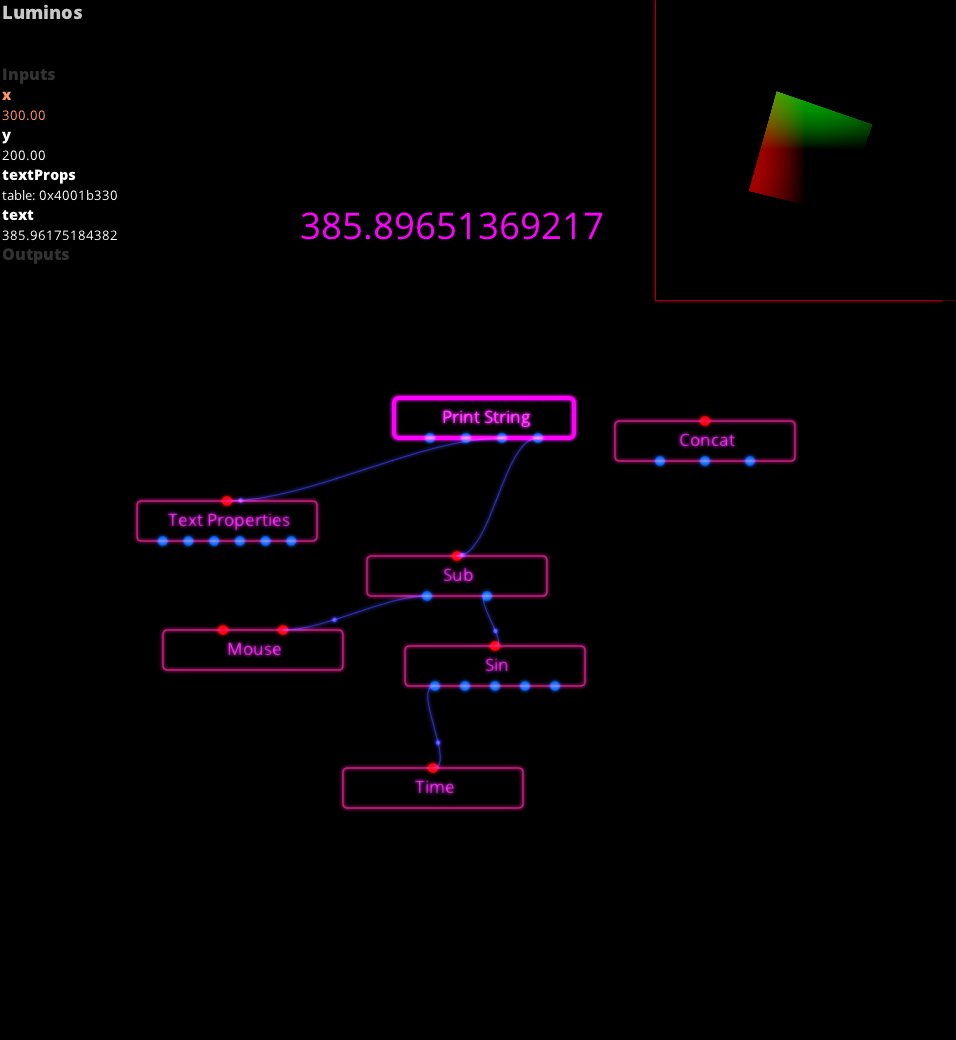 Luminos
Inputs
x
300.00
y
200.00
textProps
table: 0x4001b330
text
385.96175184382
Outputs
385.89651369217
Print String
Concat
Text Properties
Sub
Mouse
Sin
Time